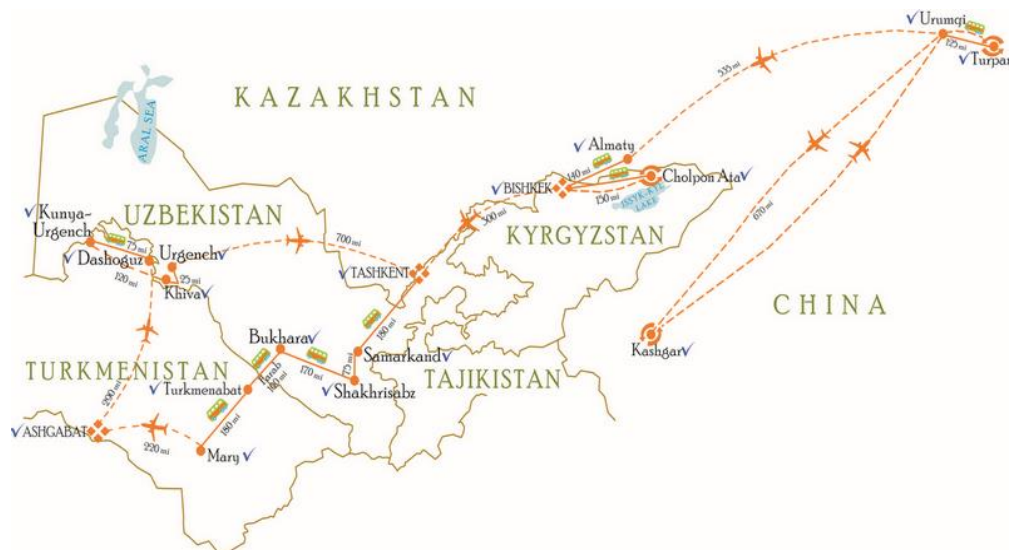 Urumqi
125 mi
Turpan
535 mi
KAZAKHSTAN
ARAL SEA
Almaty
140 mi
BISHKEK
Cholpon Ata
150 mi
ISSYK-KYL
LAKE
300 mi
670 mi
Kunya-
Urgench
UZBEKISTAN
KYRGYZSTAN
75 mi
Urgench
700 mi
Dashoguz
TASHKENT
25 mi
120 mi
Khiva
CHINA
180 mi
Bukhara
Kashgar
Samarkand
TURKMENISTAN
Farab
170 mi
75 mi
TAJIKISTAN
Turkmenabat
100 mi
Shakhrisabz
290 mi
180 mi
ASHGABAT
220 mi
Mary